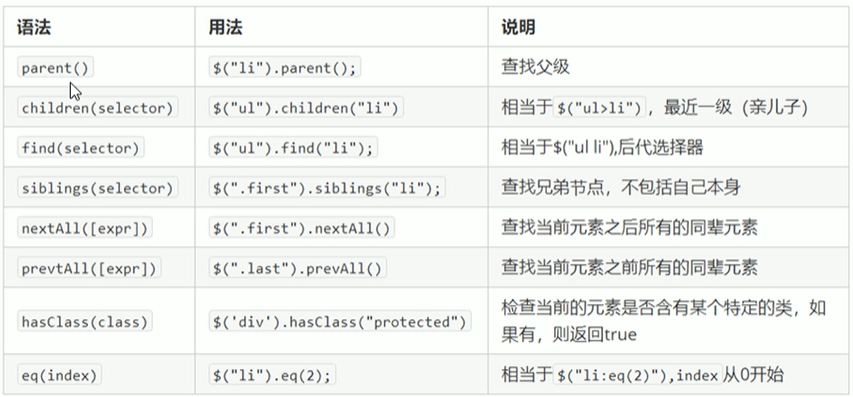 语法 用法 说明
parent() $("li").parent(); 查找父级
children(selector) $("ul").children("li") 相当于$("ul>li")，最近一级（亲儿子）
find(selector) $("ul").find("li"); 相当于$("ul li"),后代选择器
siblings(selector) $(".first").siblings("li"); 查找兄弟节点，不包括自己本身
nextAll([expr]) $(".first").nextAll() 查找当前元素之后所有的同辈元素
prevtAll([expr]) $(".last").prevAll() 查找当前元素之前所有的同辈元素
hasClass(class) $('div').hasClass("protected") 检查当前的元素是否含有某个特定的类，如
果有，则返回true
eq(index) $("li").eq(2); 相当于$("li:eq(2)"),index从0开始